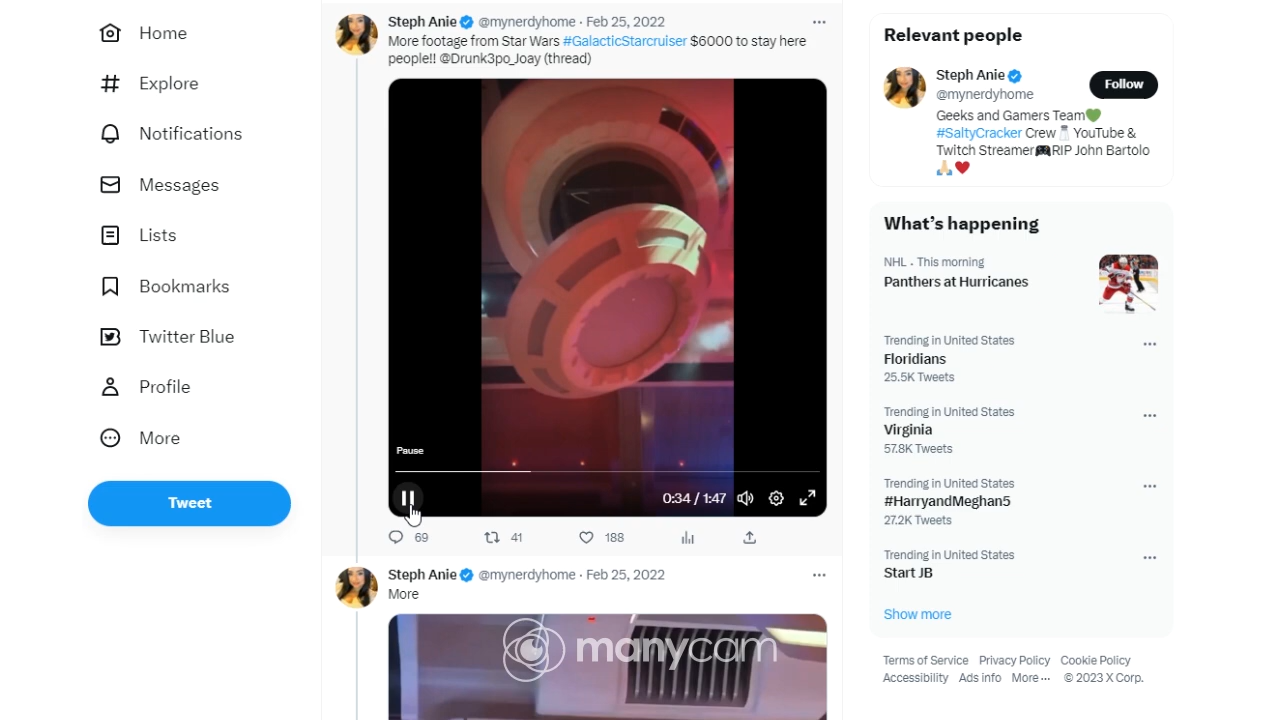 Home
Explore
Notifications
Messages
Lists
Bookmarks
Twitter Blue
Profile
More
Tweet
Steph Anie @mynerdyhome · Feb 25, 2022
More footage from Star Wars #GalacticStarcruiser $6000 to stay here
people!! @Drunk3po_Joay (thread)
Pause
0:34 / 1:47
69 41 188
Steph Anie @mynerdyhome · Feb 25, 2022
More
manycam
Relevant people
Steph Anie
@mynerdyhome
Follow
Geeks and Gamers Team💚
#SaltyCracker Crew🧂YouTube &
Twitch Streamer🎮RIP John Bartolo
🙏🏼❤️
What's happening
NHL · This morning
Panthers at Hurricanes
Trending in United States
Floridians
25.5K Tweets
Trending in United States
Virginia
57.8K Tweets
Trending in United States
#HarryandMeghan5
27.2K Tweets
Trending in United States
Start JB
Show more
Terms of Service Privacy Policy Cookie Policy
Accessibility Ads info More ··· © 2023 X Corp.